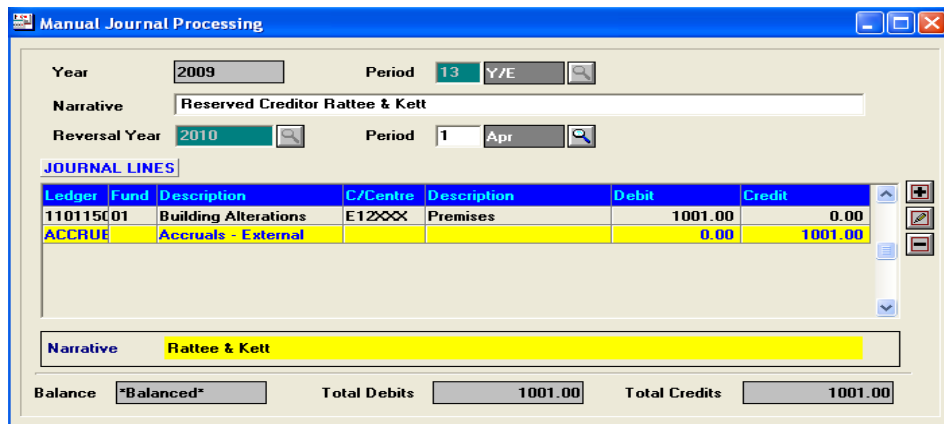 Manual Journal Processing
Year 2009 Period 13 Y/E
Narrative Reserved Creditor Rattee & Kett
Reversal Year 2010 Period 1 Apr
JOURNAL LINES
Ledger Fund Description C/Centre Description Debit Credit
110115( 01 Building Alterations E12XXX Premises 1001.00 0.00
ACCRUE Accruals - External 0.00 1001.00
Narrative Rattee & Kett
Balance *Balanced* Total Debits 1001.00 Total Credits 1001.00